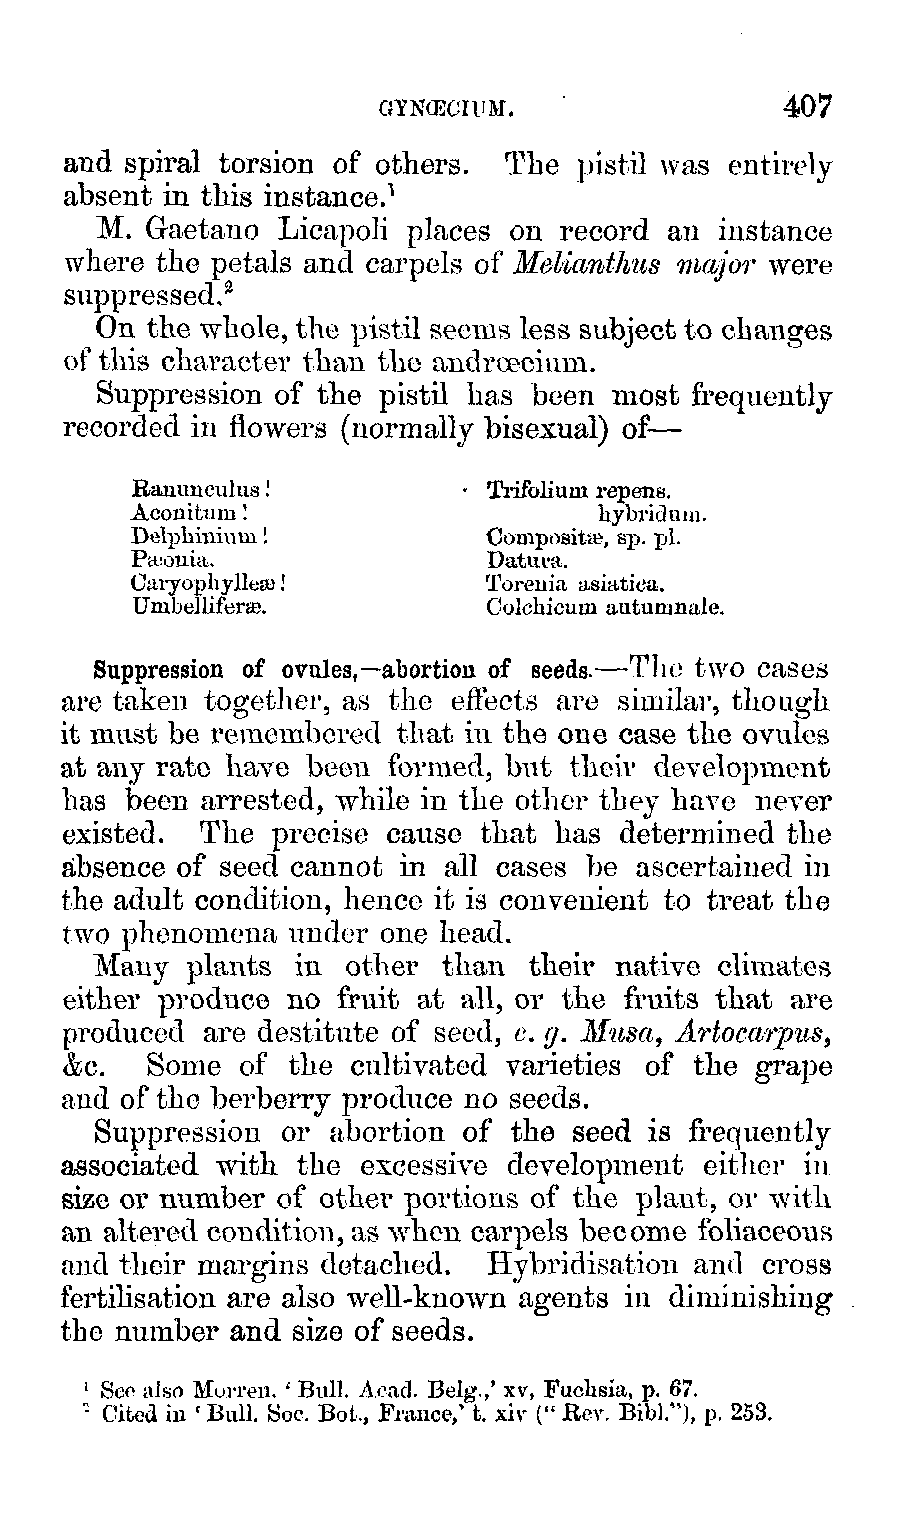 GYNŒCIUM. 407
and spiral torsion of others. The pistil was entirely
absent in this instance.¹
M. Gaetano Licapoli places on record an instance
where the petals and carpels of Melianthus major were
suppressed.²
On the whole, the pistil seems less subject to changes
of this character than the andrœcium.
Suppression of the pistil has been most frequently
recorded in flowers (normally bisexual) of—
Ranunculus!
Aconitum!
Delphinium!
Pæonia.
Caryophylleæ!
Umbelliferæ.
Trifolium repens.
hybridum.
Compositæ, sp. pl.
Datura.
Torenia asiatica.
Colchicum autumnale.
Suppression of ovules,—abortion of seeds.—The two cases
are taken together, as the effects are similar, though
it must be remembered that in the one case the ovules
at any rate have been formed, but their development
has been arrested, while in the other they have never
existed. The precise cause that has determined the
absence of seed cannot in all cases be ascertained in
the adult condition, hence it is convenient to treat the
two phenomena under one head.
Many plants in other than their native climates
either produce no fruit at all, or the fruits that are
produced are destitute of seed, e. g. Musa, Artocarpus,
&c. Some of the cultivated varieties of the grape
and of the berberry produce no seeds.
Suppression or abortion of the seed is frequently
associated with the excessive development either in
size or number of other portions of the plant, or with
an altered condition, as when carpels become foliaceous
and their margins detached. Hybridisation and cross
fertilisation are also well-known agents in diminishing
the number and size of seeds.
¹ See also Morren. ‘Bull. Acad. Belg.,’ xv, Fuchsia, p. 67.
² Cited in ‘Bull. Soc. Bot., France,’ t. xiv (“Rev. Bibl.”), p. 253.